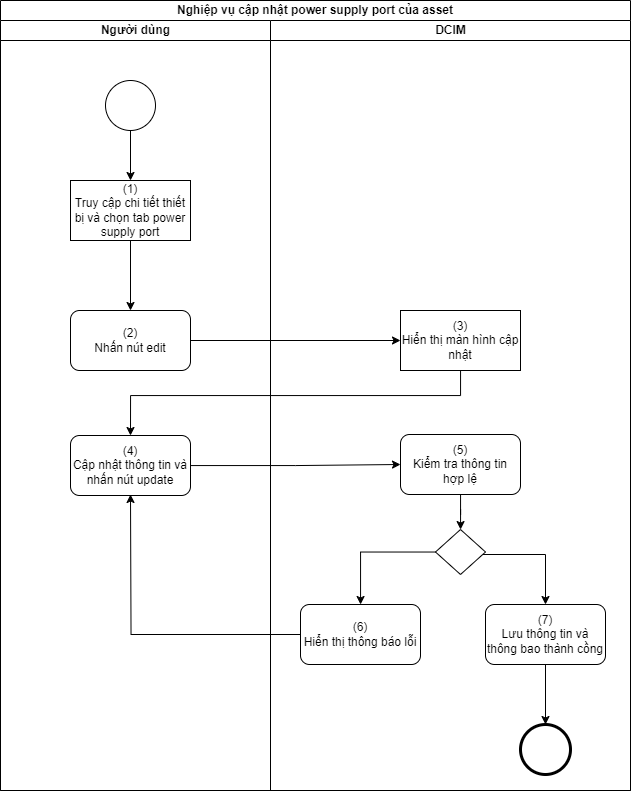 Nghiệp vụ cập nhật power supply port của asset
Người dùng
DCIM
(1)
Truy cập chi tiết thiết
bị và chọn tab power
supply port
(2)
Nhấn nút edit
(3)
Hiển thị màn hình cập
nhật
(4)
Cập nhật thông tin và
nhấn nút update
(5)
Kiểm tra thông tin
hợp lệ
(6)
Hiển thị thông báo lỗi
(7)
Lưu thông tin và
thông bao thành công